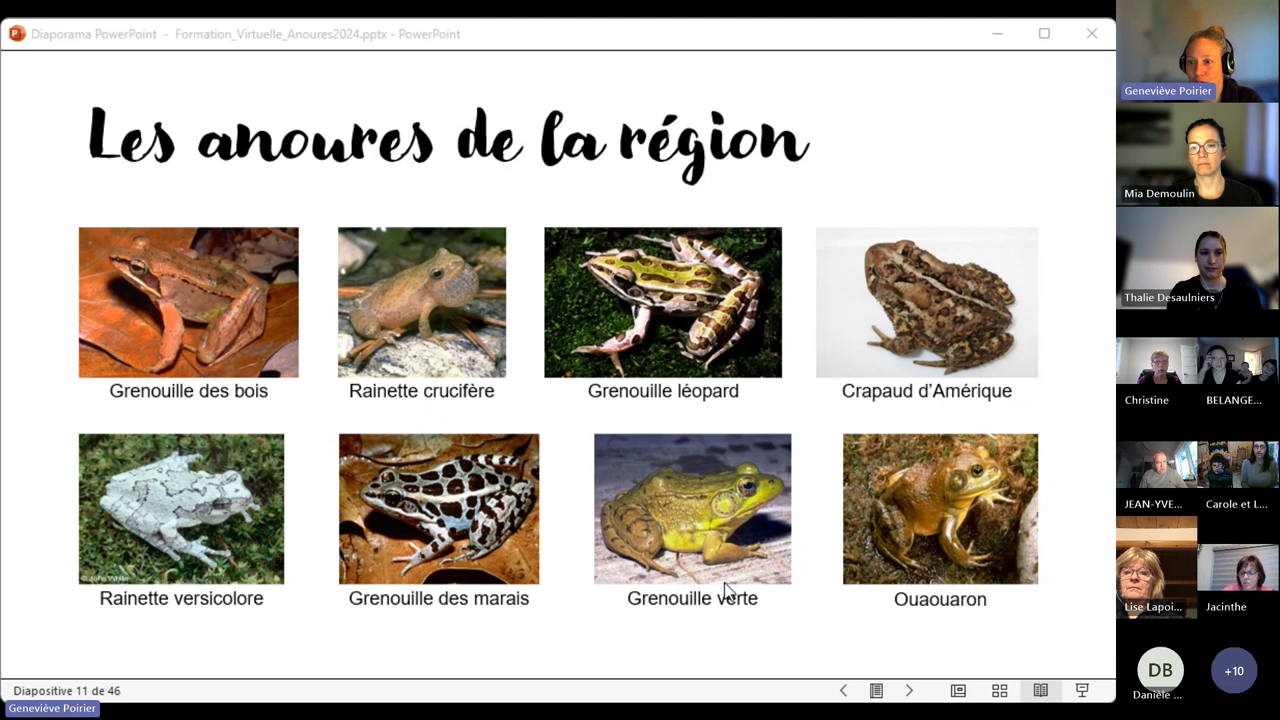 Diaporama PowerPoint - Formation_Virtuelle_Anoures2024.pptx - PowerPoint
Les anoures de la région
Grenouille des bois
Rainette crucifère
Grenouille léopard
Crapaud d'Amérique
Rainette versicolore
Grenouille des marais
Grenouille verte
Ouaouaron
Diapositive 11 de 46
Geneviève Poirier
Geneviève Poirier
Mia Demoulin
Thalie Desaulniers
Christine
BELANGE...
JEAN-YVE...
Carole et L...
Lise Lapoi...
Jacinthe
DB
Danièle ...
+10